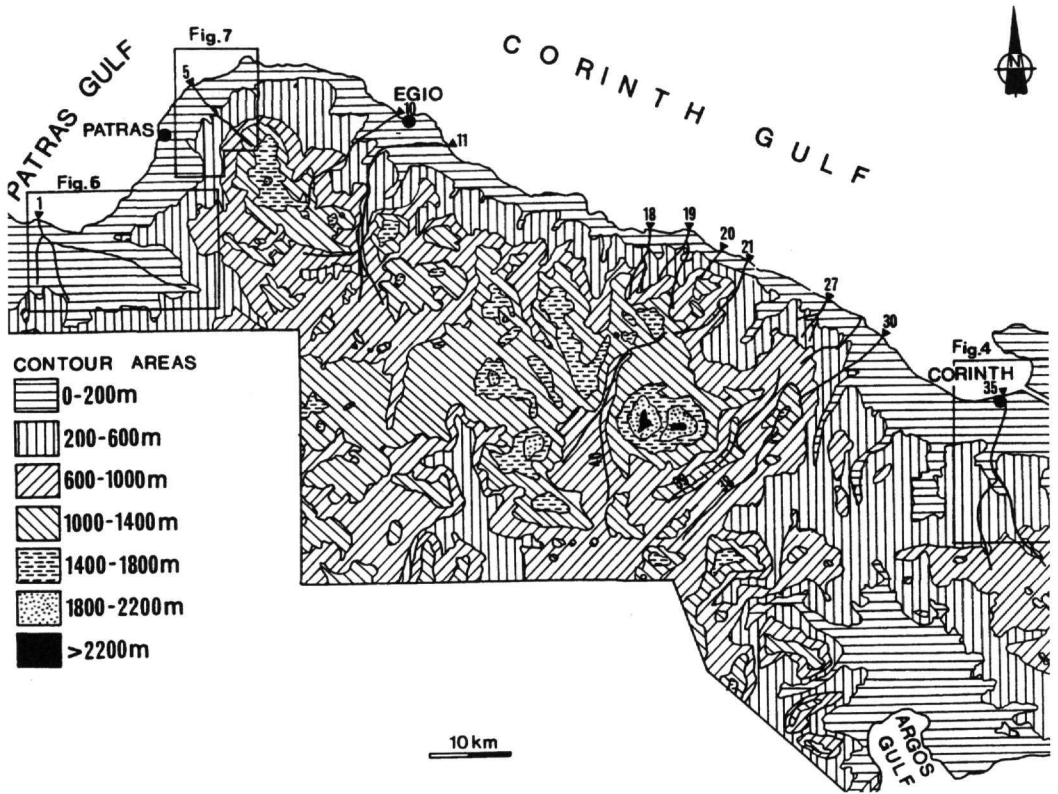 Fig.7
CORINTH GULF
N
PATRAS GULF
5
EGIO
10
PATRAS
11
Fig.6
1
18
19
20
21
27
30
Fig.4
CORINTH
35
CONTOUR AREAS
0-200m
200-600m
600-1000m
1000-1400m
1400-1800m
1800-2200m
>2200m
40
39
10 km
ARGOS
GULF